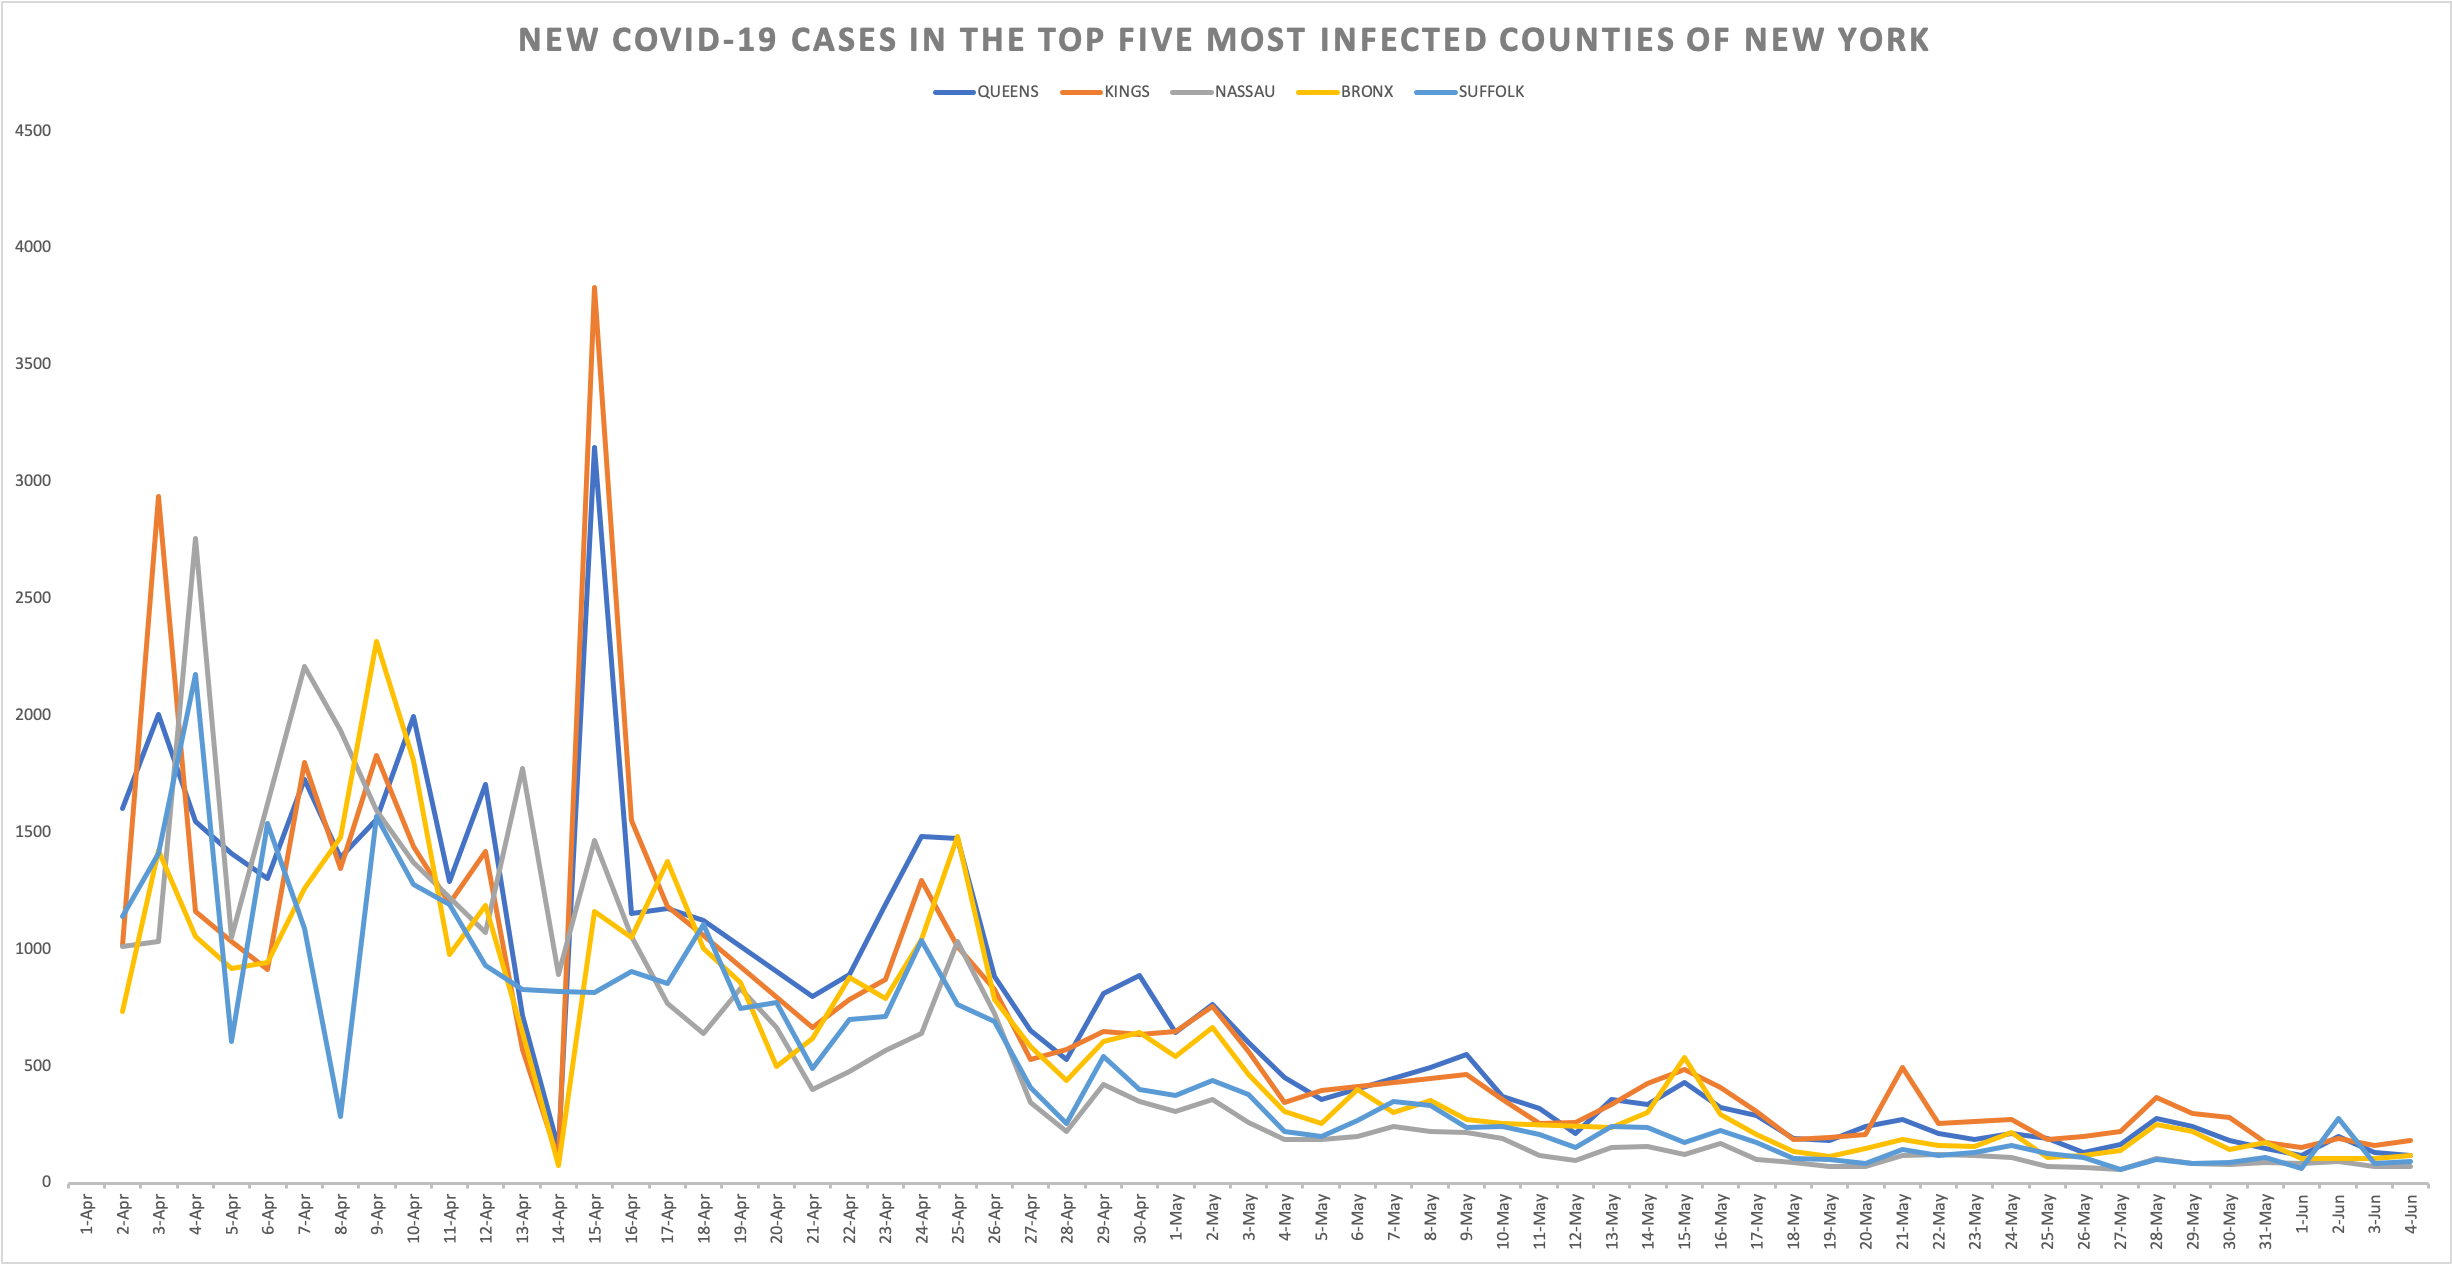 NEW COVID-19 CASES IN THE TOP FIVE MOST INFECTED COUNTIES OF NEW YORK
QUEENS KINGS NASSAU BRONX SUFFOLK
4500
4000
3500
3000
2500
2000
1500
1000
500
0
1-Apr
2-Apr
3-Apr
4-Apr
5-Apr
6-Apr
7-Apr
8-Apr
9-Apr
10-Apr
11-Apr
12-Apr
13-Apr
14-Apr
15-Apr
16-Apr
17-Apr
18-Apr
19-Apr
20-Apr
21-Apr
22-Apr
23-Apr
24-Apr
25-Apr
26-Apr
27-Apr
28-Apr
29-Apr
30-Apr
1-May
2-May
3-May
4-May
5-May
6-May
7-May
8-May
9-May
10-May
11-May
12-May
13-May
14-May
15-May
16-May
17-May
18-May
19-May
20-May
21-May
22-May
23-May
24-May
25-May
26-May
27-May
28-May
29-May
30-May
31-May
1-Jun
2-Jun
3-Jun
4-Jun